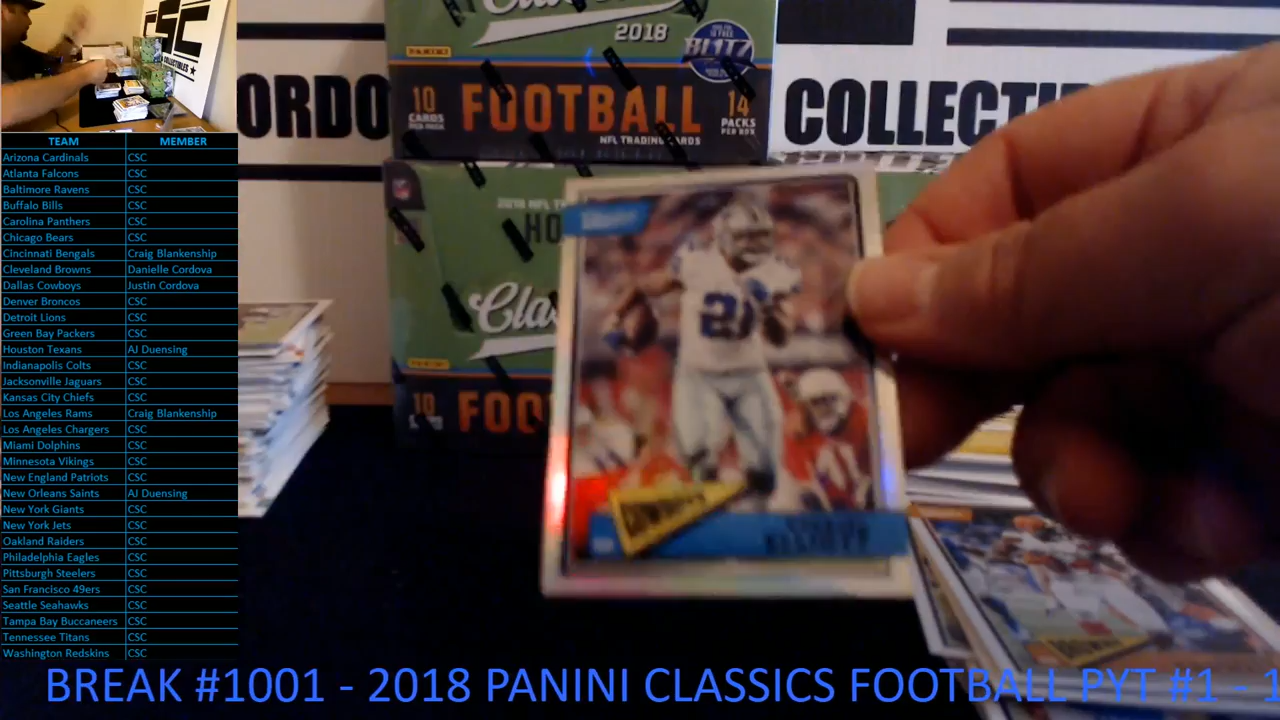 CSC
TEAM MEMBER
Arizona Cardinals CSC
Atlanta Falcons CSC
Baltimore Ravens CSC
Buffalo Bills CSC
Carolina Panthers CSC
Chicago Bears CSC
Cincinnati Bengals Craig Blankenship
Cleveland Browns Danielle Cordova
Dallas Cowboys Justin Cordova
Denver Broncos CSC
Detroit Lions CSC
Green Bay Packers CSC
Houston Texans AJ Duensing
Indianapolis Colts CSC
Jacksonville Jaguars CSC
Kansas City Chiefs CSC
Los Angeles Rams Craig Blankenship
Los Angeles Chargers CSC
Miami Dolphins CSC
Minnesota Vikings CSC
New England Patriots CSC
New Orleans Saints AJ Duensing
New York Giants CSC
New York Jets CSC
Oakland Raiders CSC
Philadelphia Eagles CSC
Pittsburgh Steelers CSC
San Francisco 49ers CSC
Seattle Seahawks CSC
Tampa Bay Buccaneers CSC
Tennessee Titans CSC
Washington Redskins CSC
ORDO
COLLECTI
2018
PANINI
BLITZ
10 CARDS PER PACK
FOOTBALL
14 PACKS PER BOX
NFL TRADING CARDS
HO
Clas
10
FOO
21
COWBOYS
BREAK #1001 - 2018 PANINI CLASSICS FOOTBALL PYT #1 - 1